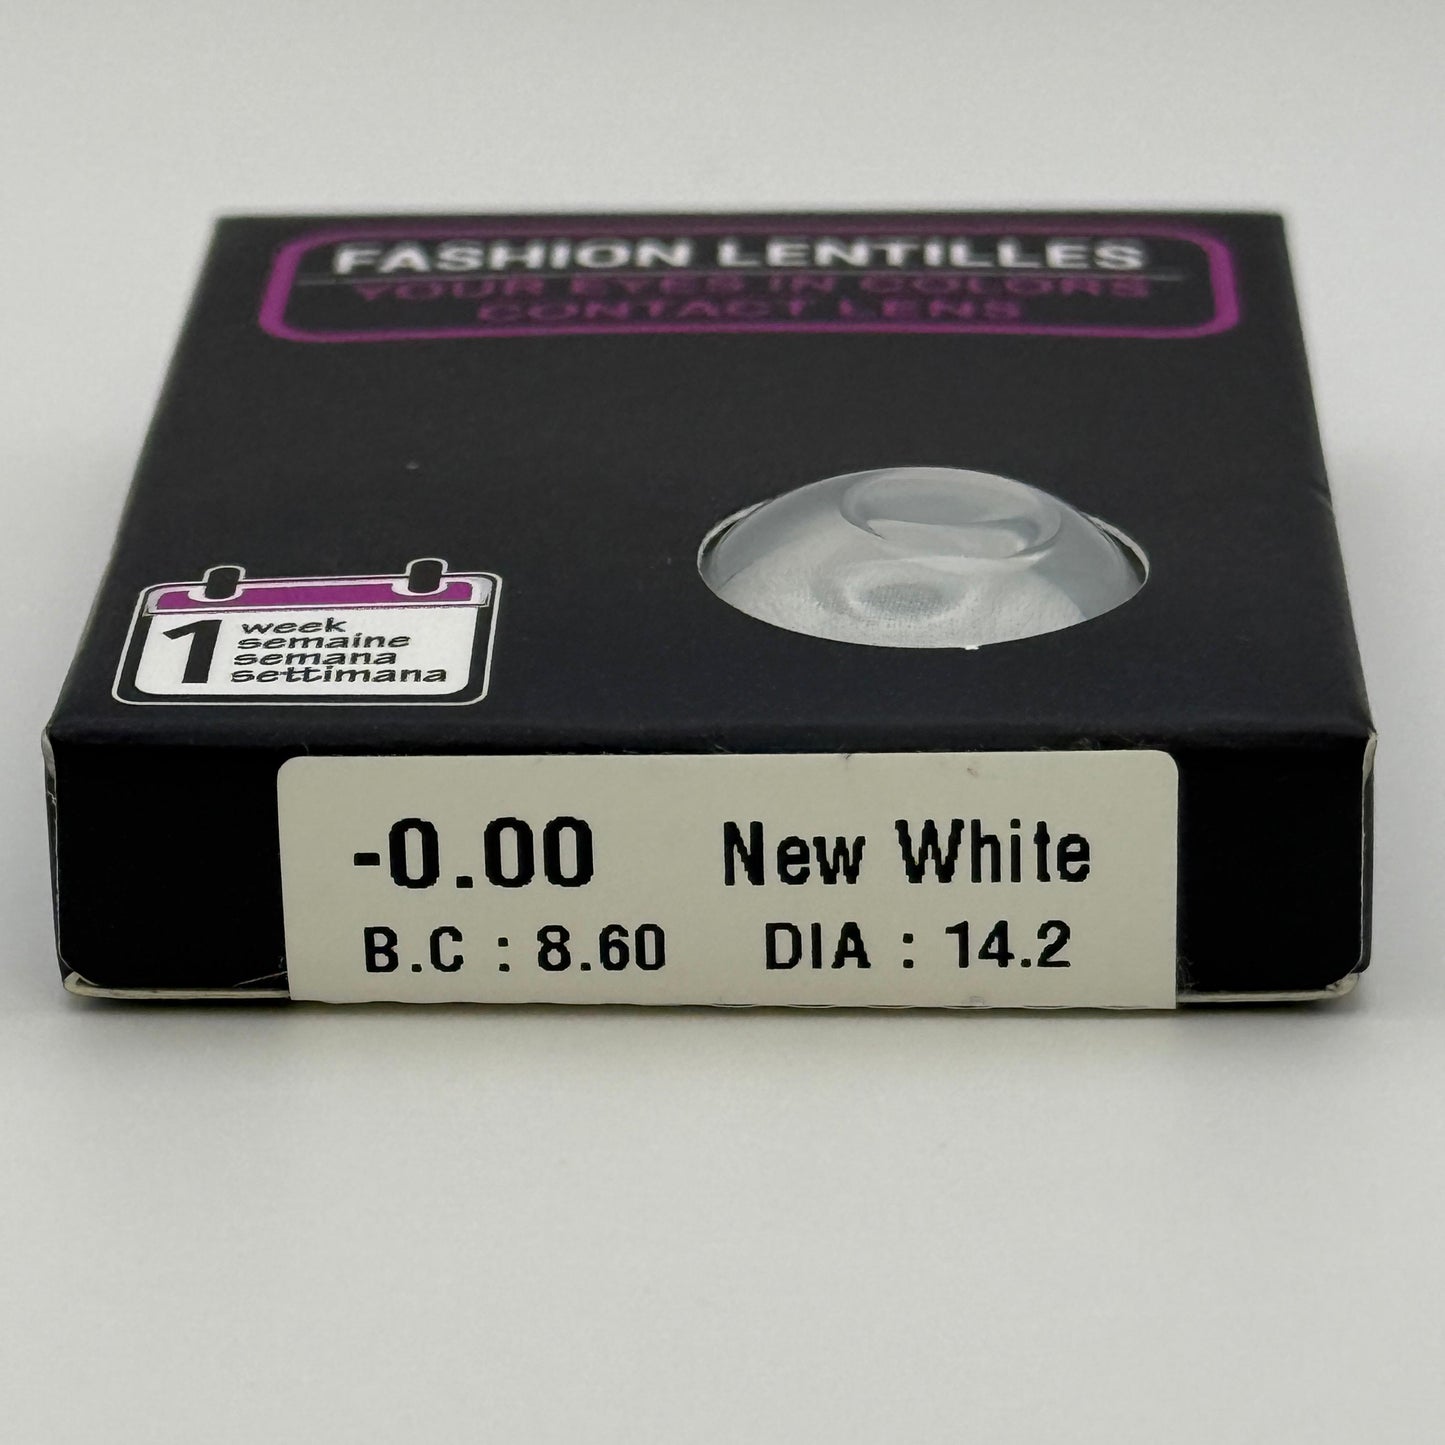 FASHION LENTILLES
YOUR EYES IN COLORS
CONTACT LENS
1 week
semaine
semana
settimana
-0.00 New White
B.C : 8.60 DIA : 14.2